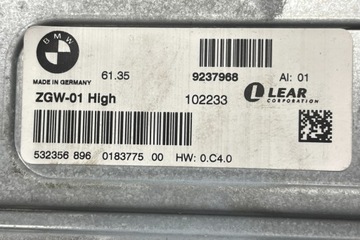 BMW
MADE IN GERMANY 61.35 9237968 AI: 01
ZGW-01 High 102233 LEAR
CORPORATION
532356 896 0183775 00 HW: 0.C4.0